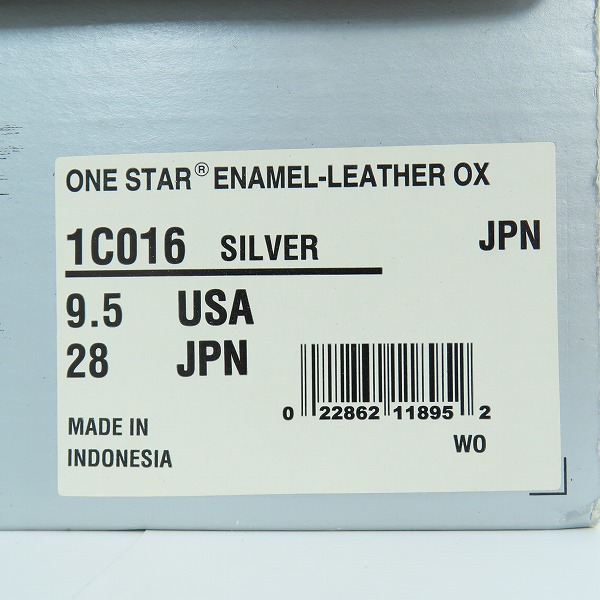 ONE STAR® ENAMEL-LEATHER OX
1C016 SILVER JPN
9.5 USA
28 JPN
0 22862 11895 2
MADE IN
INDONESIA
WO